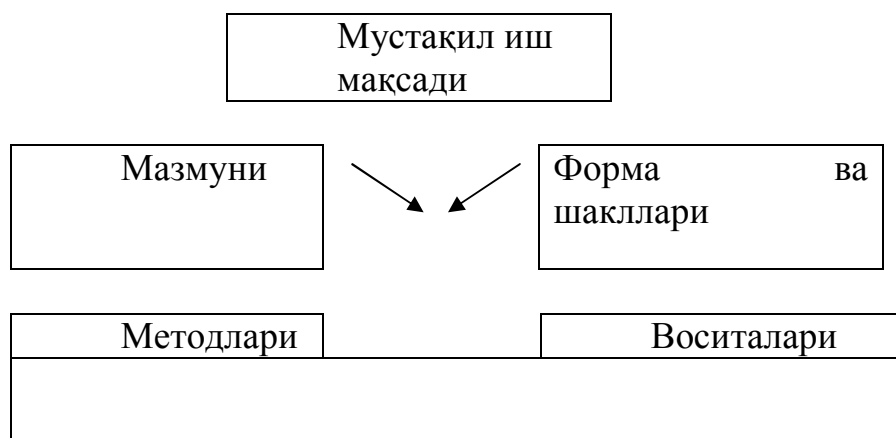 Мустақил иш
мақсади
Мазмуни
Форма ва
шакллари
Методлари
Воситалари